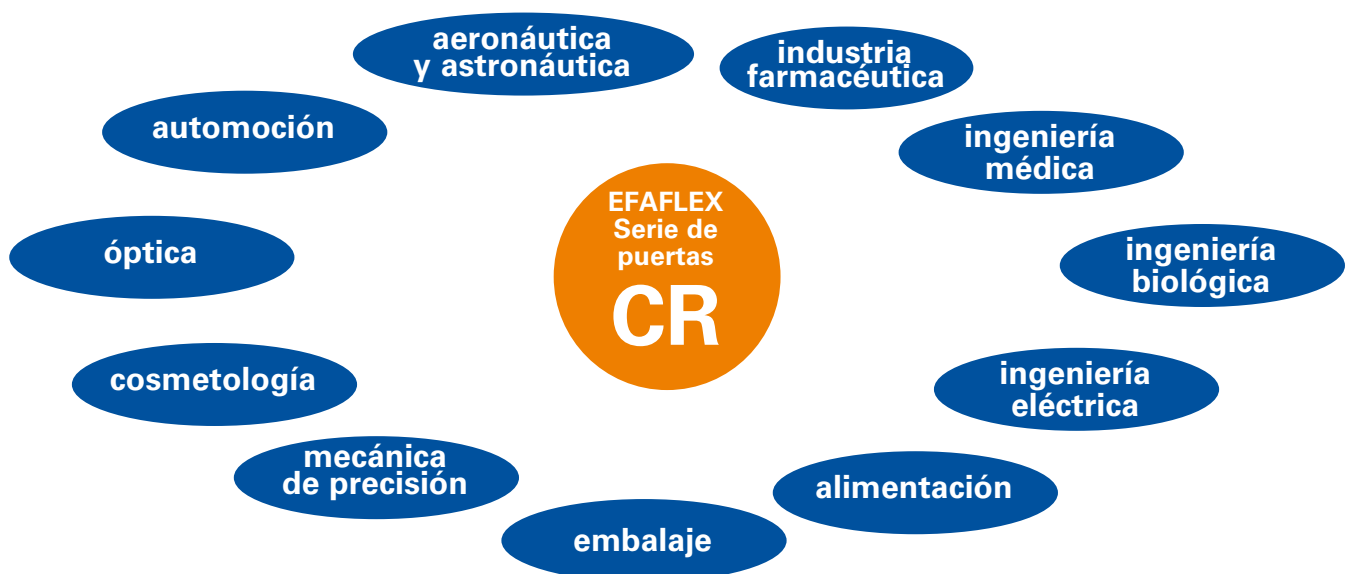 aeronáutica
y astronáutica
industria
farmacéutica
automoción
ingeniería
médica
EFAFLEX
Serie de
puertas
CR
óptica
ingeniería
biológica
cosmetología
ingeniería
eléctrica
mecánica
de precisión
alimentación
embalaje